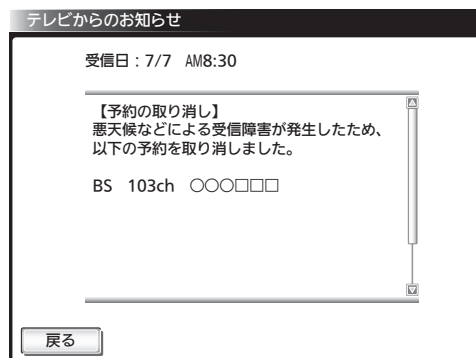 テレビからのお知らせ
受信日：7/7 AM8:30
【予約の取り消し】
悪天候などによる受信障害が発生したため、
以下の予約を取り消しました。
BS 103ch ○○○□□□
戻る